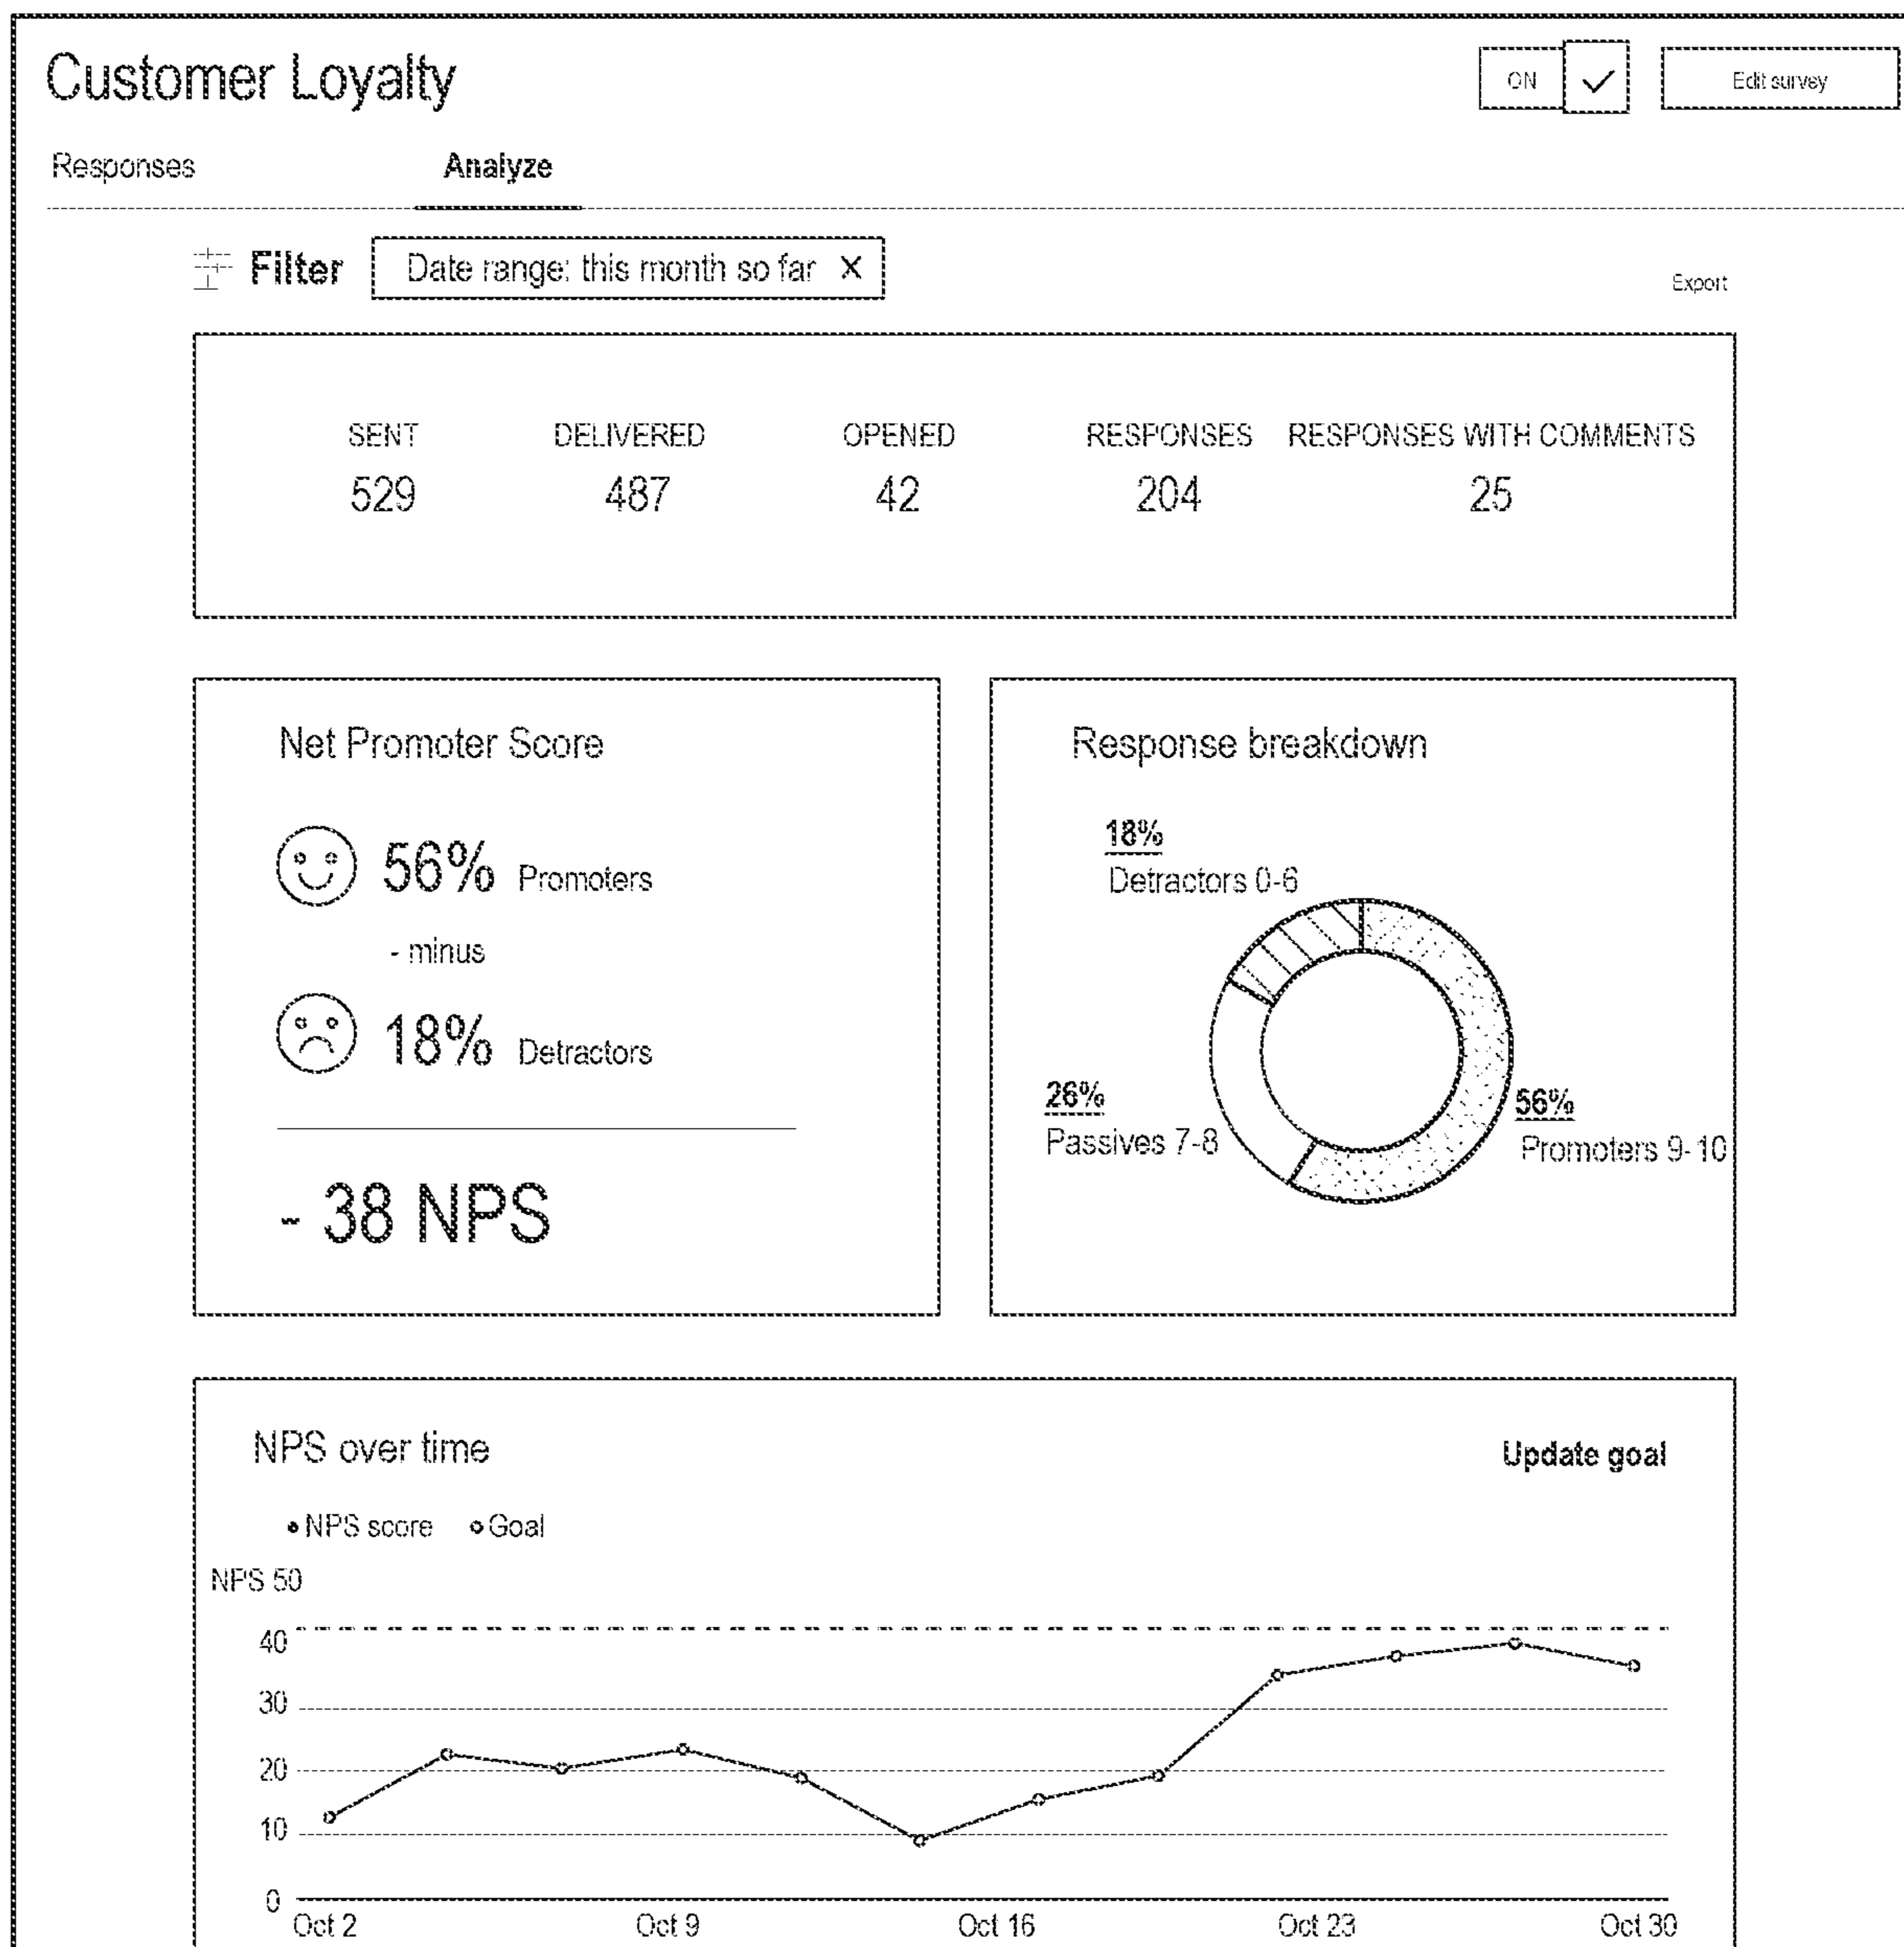 Customer Loyalty
ON
Edit survey
Responses Analyze
Filter Date range: this month so far X
Export
SENT DELIVERED OPENED RESPONSES RESPONSES WITH COMMENTS
529 487 42 204 25
Net Promoter Score
56% Promoters
- minus
18% Detractors
- 38 NPS
Response breakdown
18%
Detractors 0-6
26%
Passives 7-8
56%
Promoters 9-10
NPS over time
Update goal
NPS score Goal
NPS 50
40
30
20
10
0
Oct 2 Oct 9 Oct 16 Oct 23 Oct 30